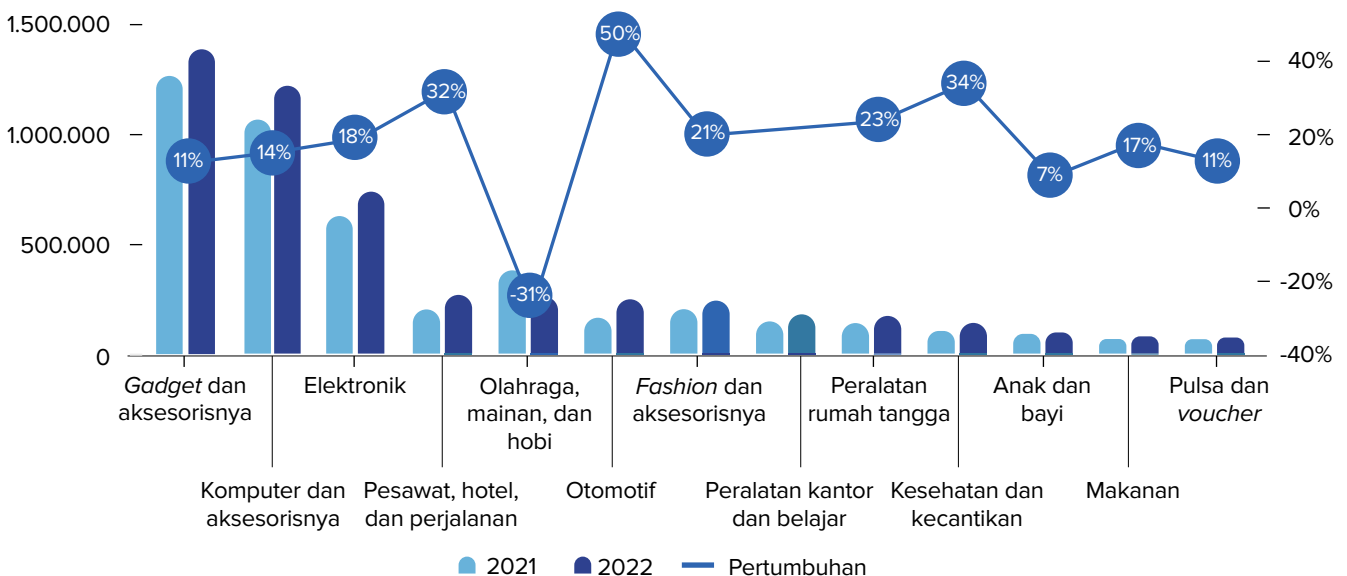 1.500.000
1.000.000
500.000
0
40%
20%
0%
-20%
-40%
11%
14%
18%
32%
-31%
50%
21%
23%
34%
7%
17%
11%
Gadget dan
aksesorisnya
Elektronik
Olahraga,
mainan, dan
hobi
Fashion dan
aksesorisnya
Peralatan
rumah tangga
Anak dan
bayi
Pulsa dan
voucher
Komputer dan
aksesorisnya
Pesawat, hotel,
dan perjalanan
Otomotif
Peralatan kantor
dan belajar
Kesehatan dan
kecantikan
Makanan
2021
2022
Pertumbuhan